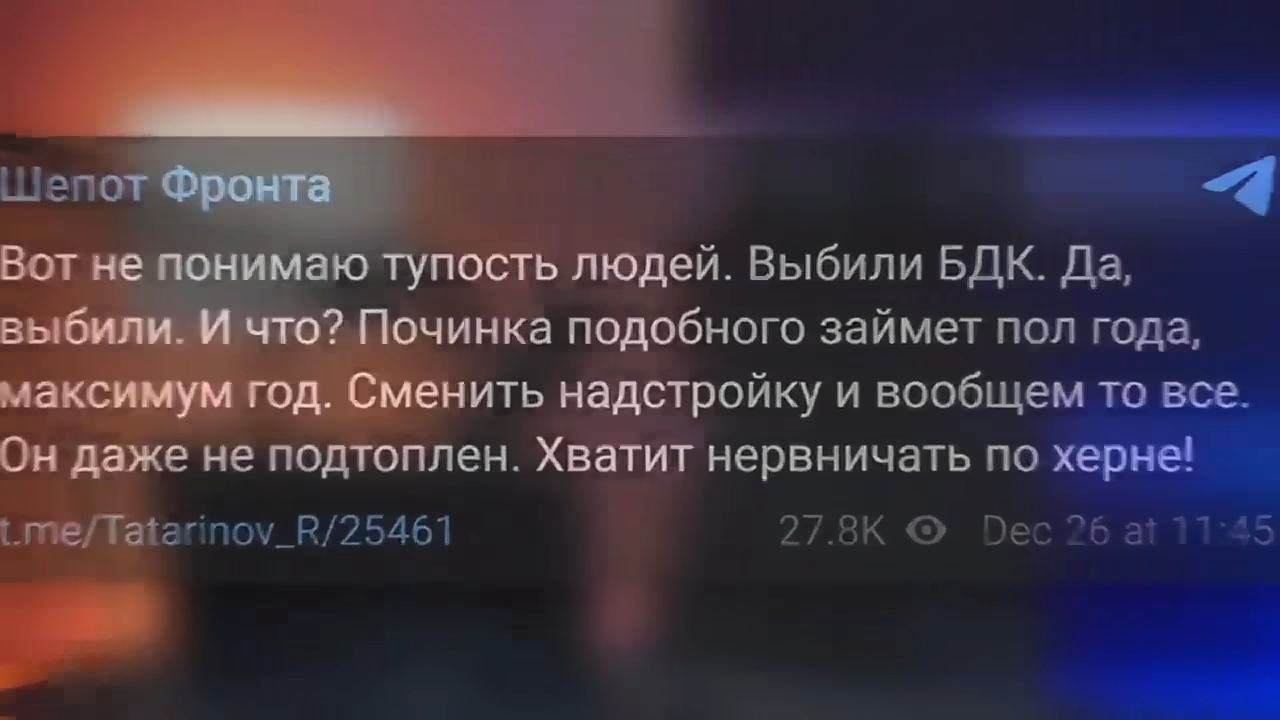 Шепот Фронта
Вот не понимаю тупость людей. Выбили БДК. Да,
выбили. И что? Починка подобного займет пол года,
максимум год. Сменить надстройку и вообщем то все.
Он даже не подтоплен. Хватит нервничать по херне!
t.me/Tatarinov_R/25461 27.8K Dec 26 at 11:45